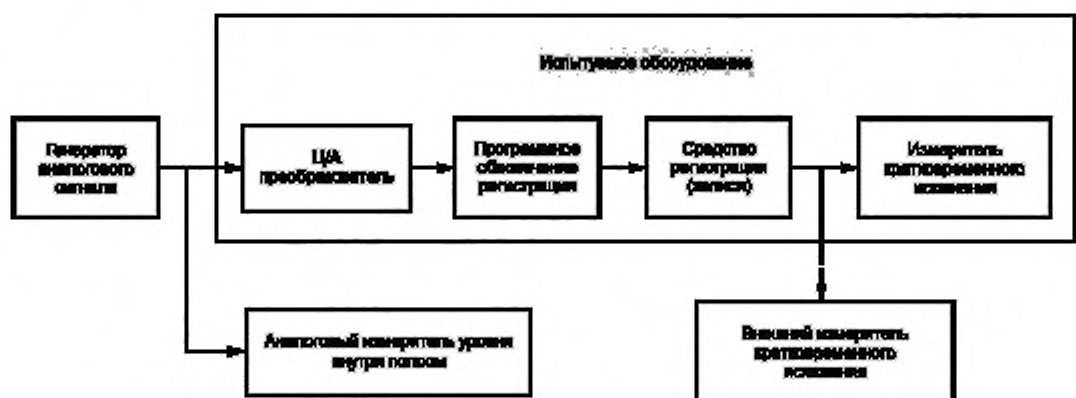 Испытуемое оборудование
Генератор
аналогового
сигнала
Ц/А
преобразователь
Программное
обеспечение
регистрации
Средство
регистрации
(записи)
Измеритель
кратковременного
искажения
Аналоговый измеритель уровня
внутри полосы
Внешний измеритель
кратковременного
искажения